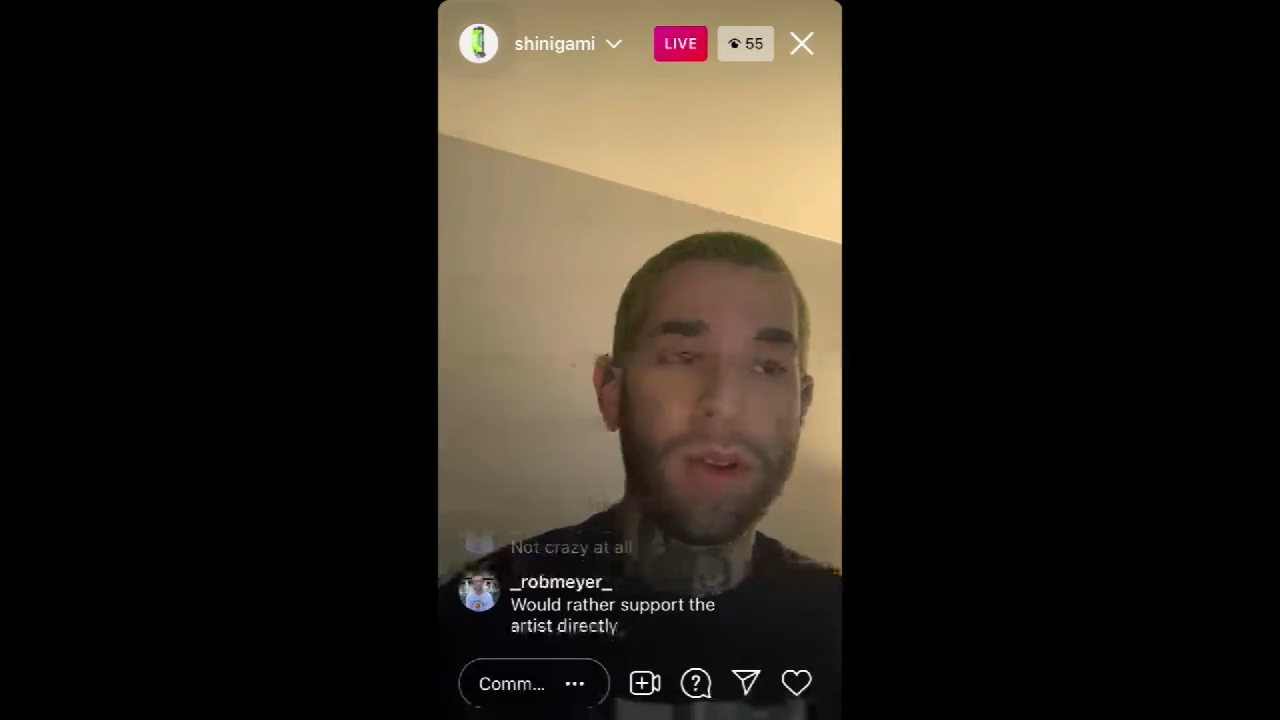 shinigami
LIVE
55
Not crazy at all
_robmeyer_
Would rather support the
artist directly
Comm...